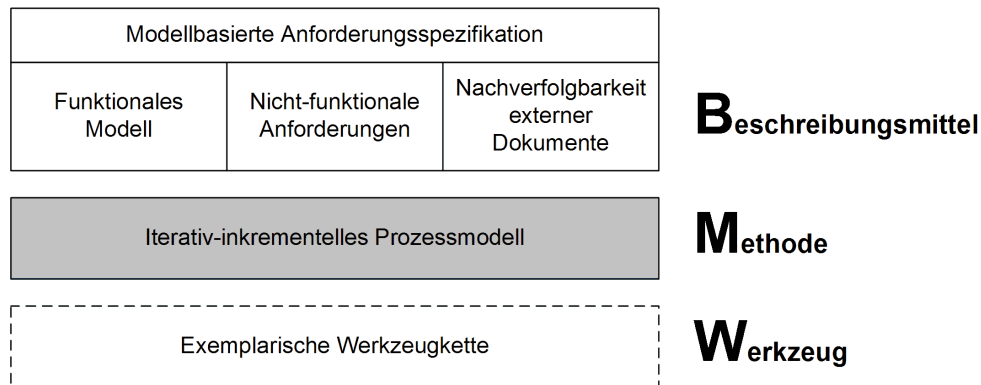 Modellbasierte Anforderungsspezifikation
Funktionales
Modell
Nicht-funktionale
Anforderungen
Nachverfolgbarkeit
externer
Dokumente
Beschreibungsmittel
Iterativ-inkrementelles Prozessmodell
Methode
Exemplarische Werkzeugkette
Werkzeug